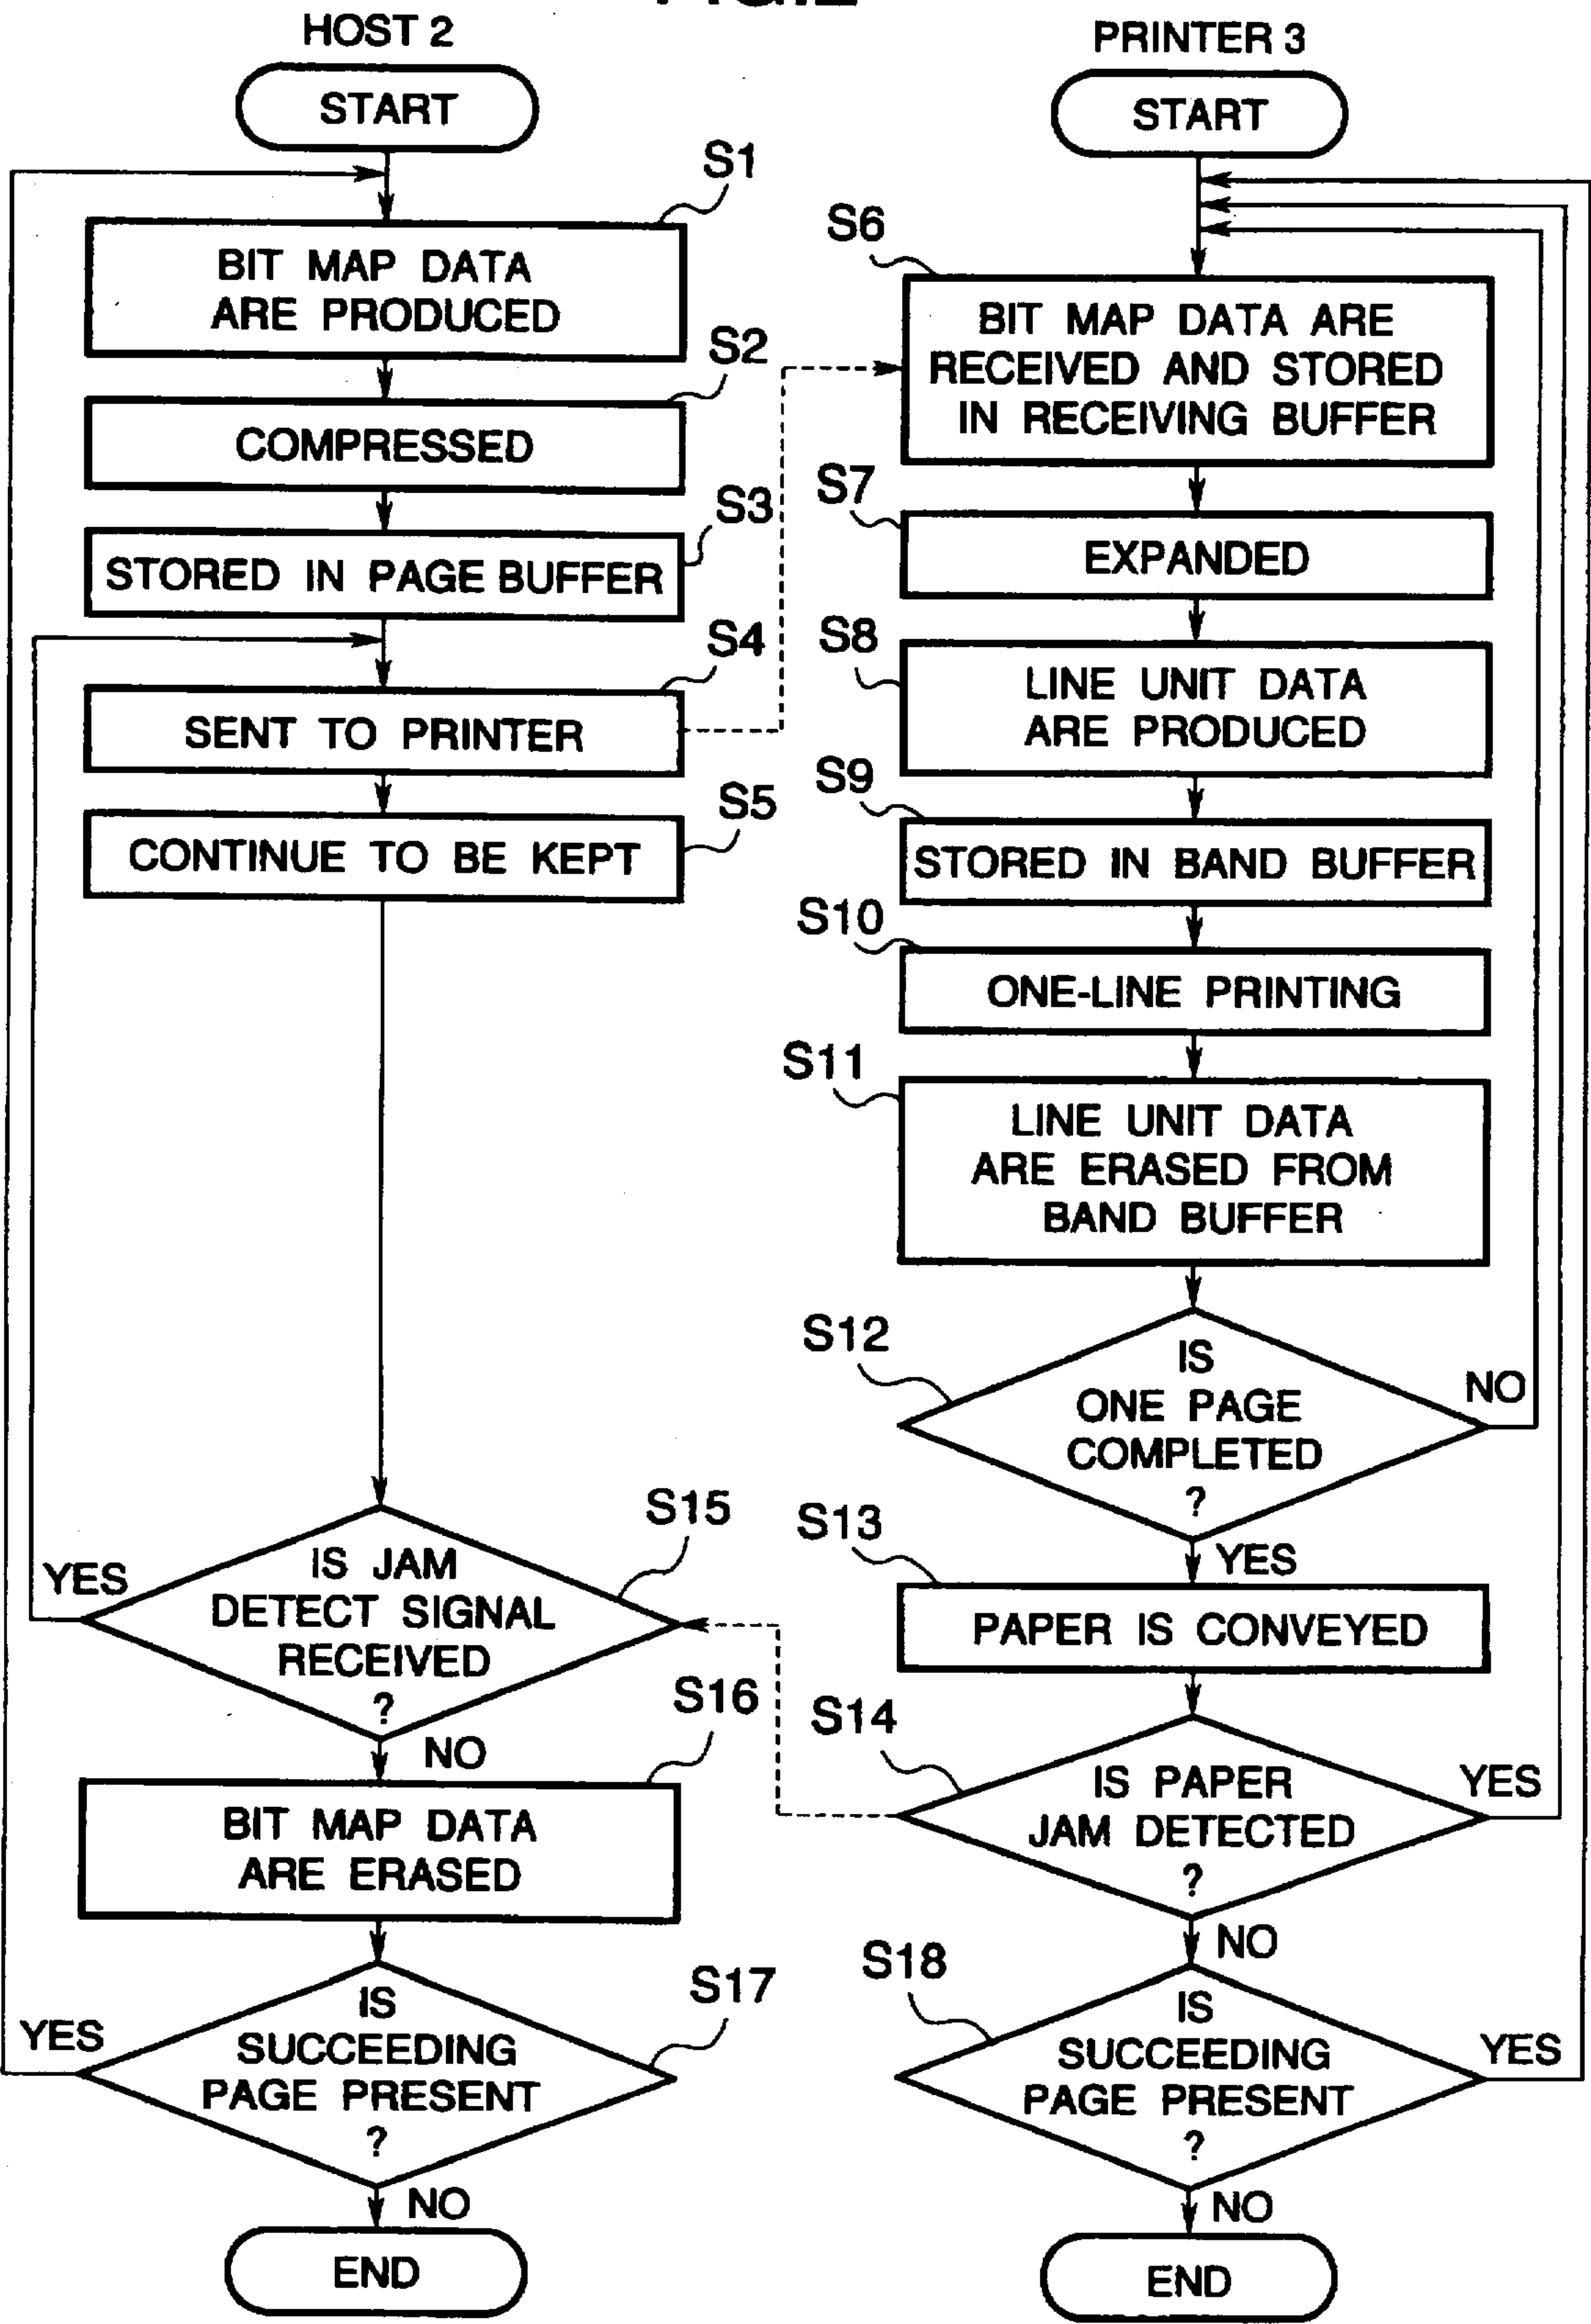 HOST 2
START
S1
BIT MAP DATA
ARE PRODUCED
S2
COMPRESSED
S3
STORED IN PAGE BUFFER
S4
SENT TO PRINTER
S5
CONTINUE TO BE KEPT
S15
IS JAM
DETECT SIGNAL
RECEIVED
?
YES
NO
S16
BIT MAP DATA
ARE ERASED
S17
IS
SUCCEEDING
PAGE PRESENT
?
YES
NO
END
PRINTER 3
START
S6
BIT MAP DATA ARE
RECEIVED AND STORED
IN RECEIVING BUFFER
S7
EXPANDED
S8
LINE UNIT DATA
ARE PRODUCED
S9
STORED IN BAND BUFFER
S10
ONE-LINE PRINTING
S11
LINE UNIT DATA
ARE ERASED FROM
BAND BUFFER
S12
IS
ONE PAGE
COMPLETED
?
NO
YES
S13
PAPER IS CONVEYED
S14
IS PAPER
JAM DETECTED
?
YES
NO
S18
IS
SUCCEEDING
PAGE PRESENT
?
YES
NO
END